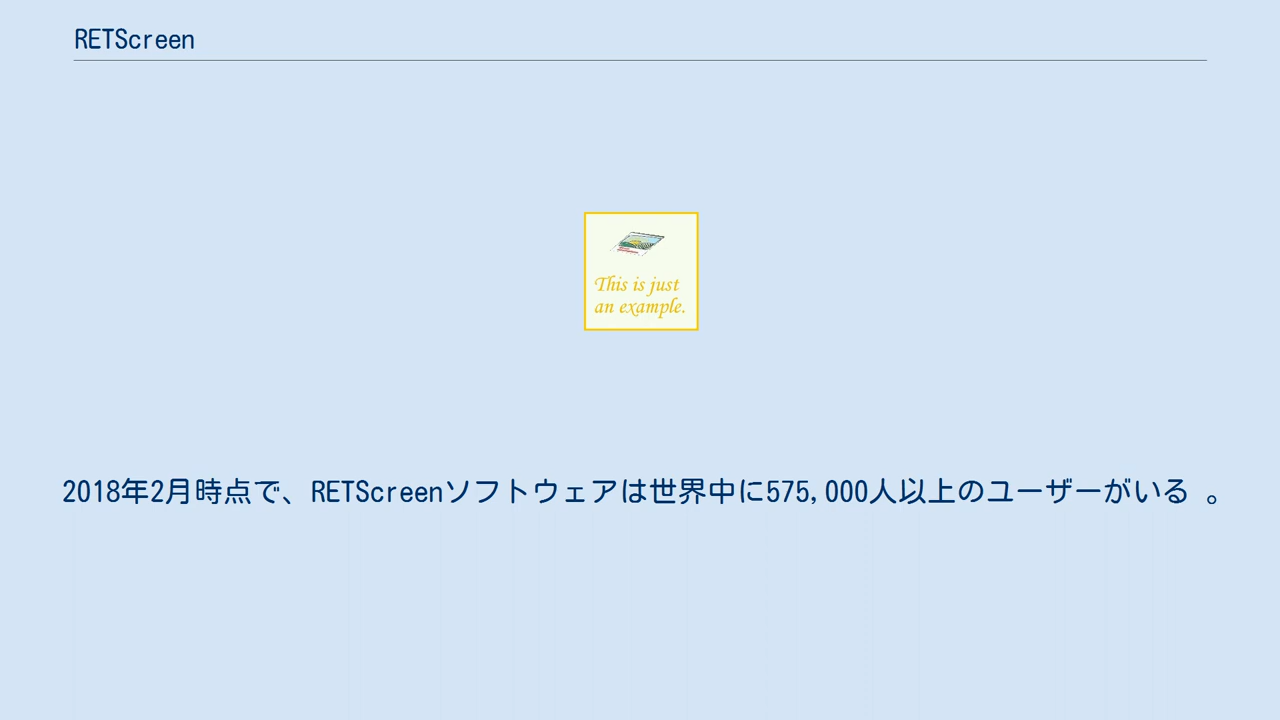 RETScreen
This is just
an example.
2018年2月時点で、RETScreenソフトウェアは世界中に575,000人以上のユーザーがいる 。